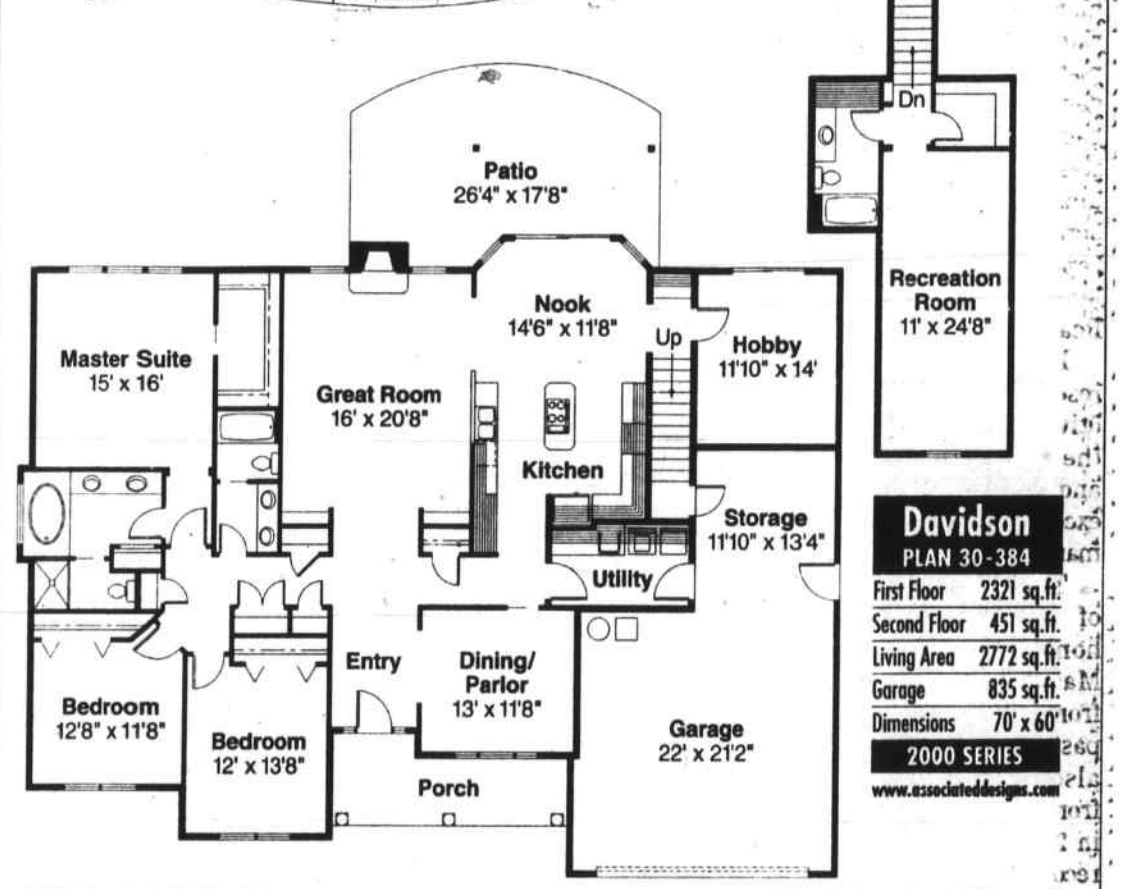 Patio
26'4" x 17'8"
Dn
Recreation
Room
11' x 24'8"
Nook
14'6" x 11'8"
Up
Hobby
11'10" x 14'
Master Suite
15' x 16'
Great Room
16' x 20'8"
Kitchen
Storage
11'10" x 13'4"
Utility
Entry
Dining/
Parlor
13' x 11'8"
Bedroom
12'8" x 11'8"
Bedroom
12' x 13'8"
Porch
Garage
22' x 21'2"
Davidson
PLAN 30-384
First Floor 2321 sq.ft.
Second Floor 451 sq.ft.
Living Area 2772 sq.ft.
Garage 835 sq.ft.
Dimensions 70' x 60'
2000 SERIES
www.associateddesigns.com